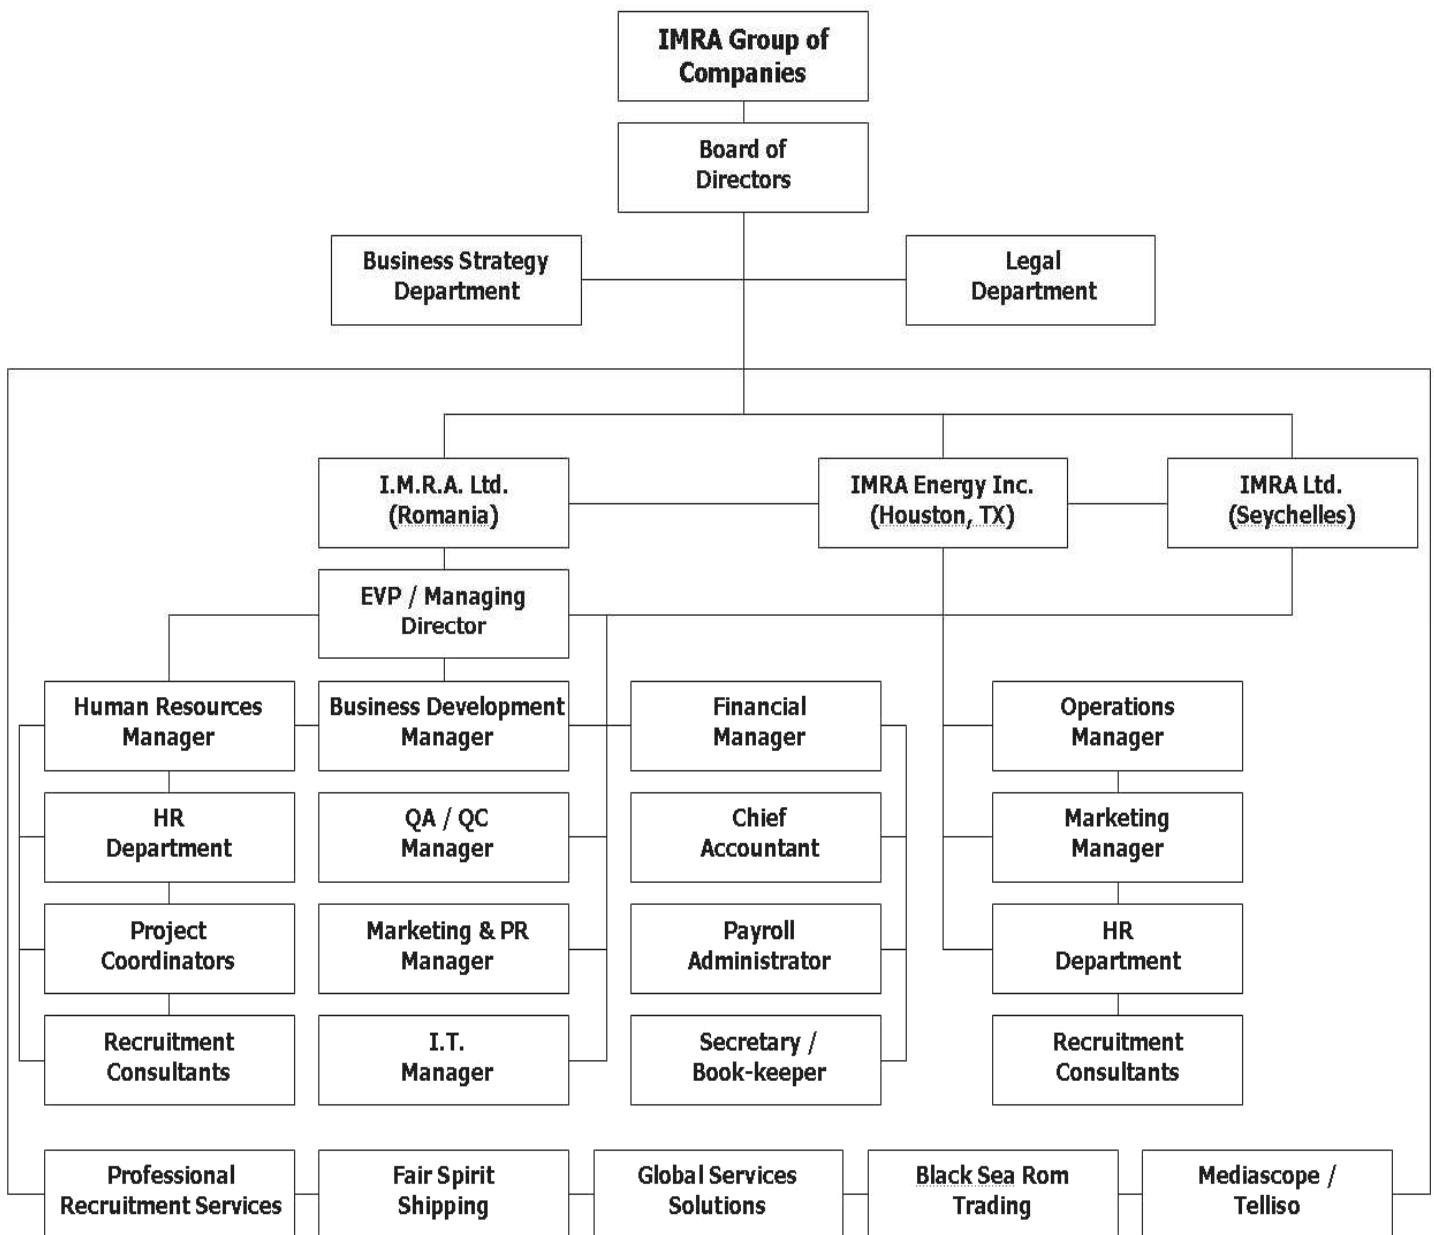 IMRA Group of
Companies
Board of
Directors
Business Strategy
Department
Legal
Department
I.M.R.A. Ltd.
(Romania)
IMRA Energy Inc.
(Houston, TX)
IMRA Ltd.
(Seychelles)
EVP / Managing
Director
Human Resources
Manager
Business Development
Manager
Financial
Manager
Operations
Manager
HR
Department
QA / QC
Manager
Chief
Accountant
Marketing
Manager
Project
Coordinators
Marketing & PR
Manager
Payroll
Administrator
HR
Department
Recruitment
Consultants
I.T.
Manager
Secretary /
Book-keeper
Recruitment
Consultants
Professional
Recruitment Services
Fair Spirit
Shipping
Global Services
Solutions
Black Sea Rom
Trading
Mediascope /
Telliso